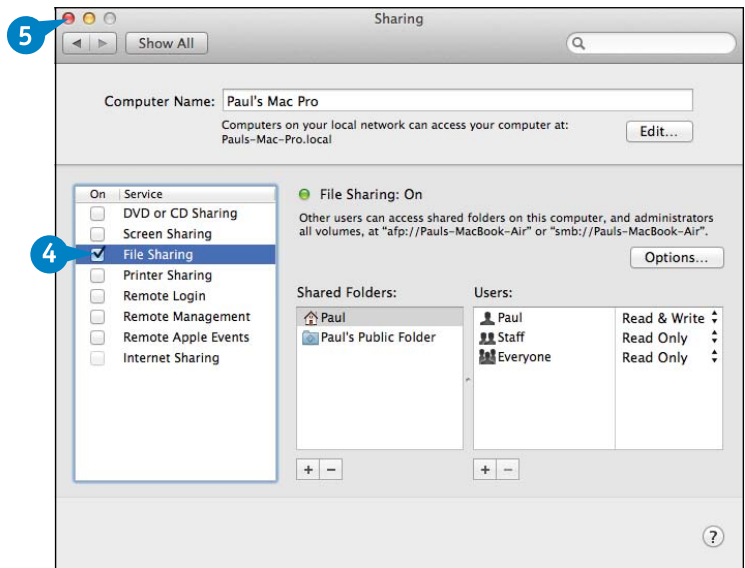 5
Sharing
Show All
Computer Name: Paul's Mac Pro
Computers on your local network can access your computer at:
Pauls-Mac-Pro.local
Edit...
On Service
DVD or CD Sharing
Screen Sharing
4
File Sharing
Printer Sharing
Remote Login
Remote Management
Remote Apple Events
Internet Sharing
File Sharing: On
Other users can access shared folders on this computer, and administrators
all volumes, at “afp://Pauls-MacBook-Air” or “smb://Pauls-MacBook-Air”.
Options...
Shared Folders:
Paul
Paul's Public Folder
+ −
Users:
Paul Read & Write
Staff Read Only
Everyone Read Only
+ −
?